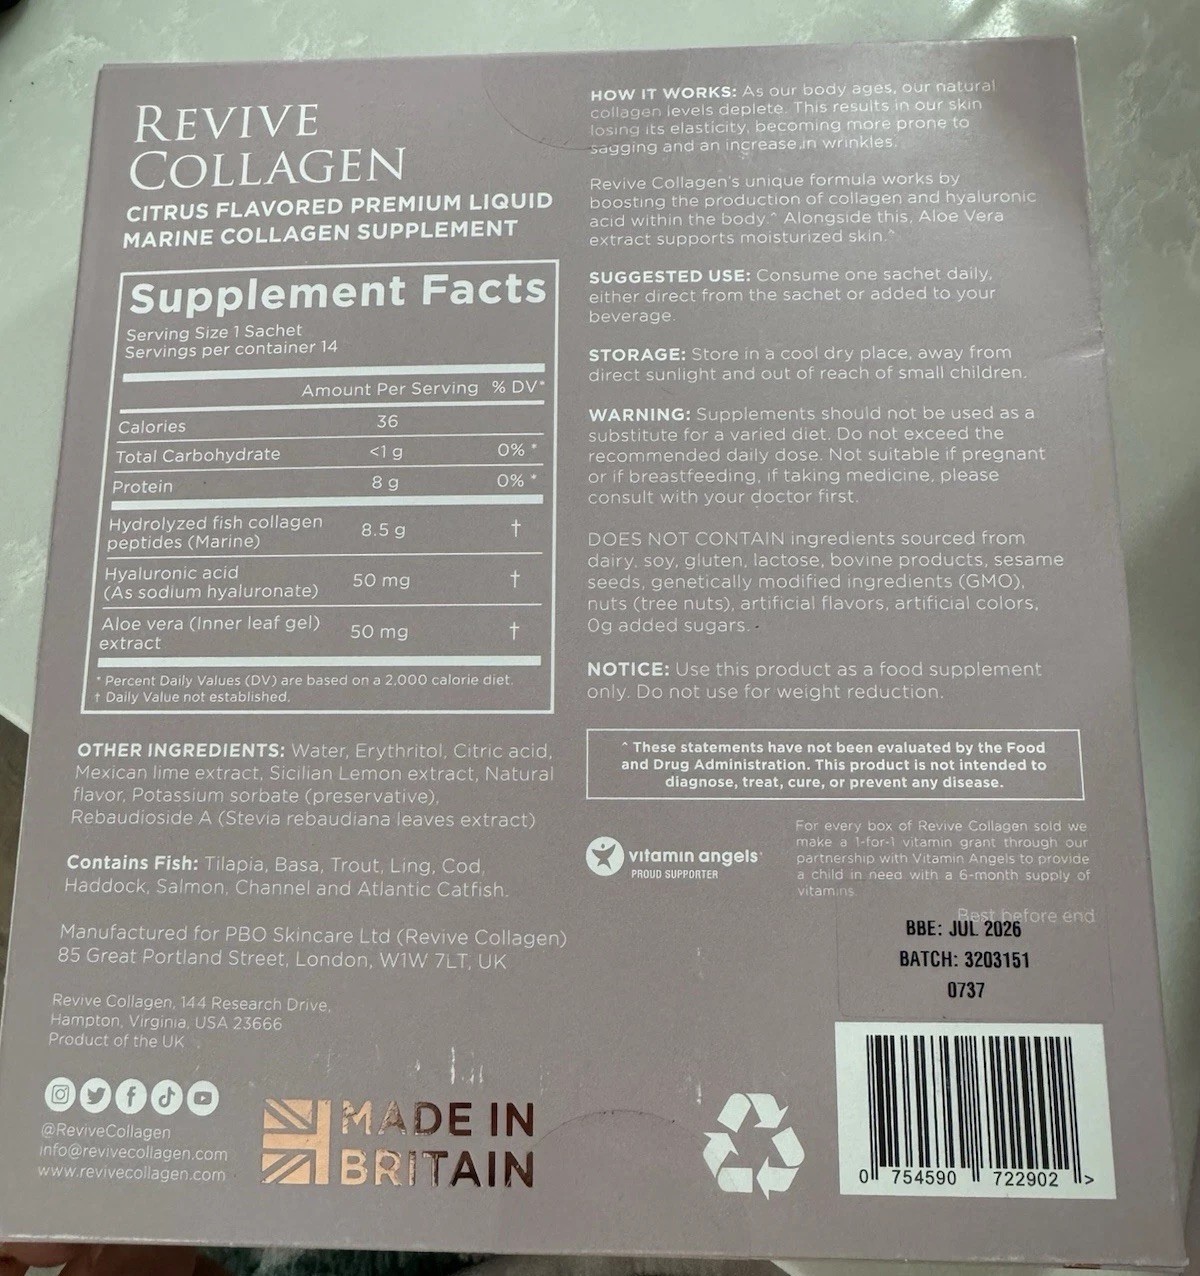 REVIVE
COLLAGEN
CITRUS FLAVORED PREMIUM LIQUID
MARINE COLLAGEN SUPPLEMENT
Supplement Facts
Serving Size 1 Sachet
Servings per container 14
Amount Per Serving % DV*
Calories 36
Total Carbohydrate <1 g 0% *
Protein 8 g 0% *
Hydrolyzed fish collagen
peptides (Marine) 8.5 g †
Hyaluronic acid
(As sodium hyaluronate) 50 mg †
Aloe vera (Inner leaf gel)
extract 50 mg †
* Percent Daily Values (DV) are based on a 2,000 calorie diet.
† Daily Value not established.
OTHER INGREDIENTS: Water, Erythritol, Citric acid,
Mexican lime extract, Sicilian Lemon extract, Natural
flavor, Potassium sorbate (preservative),
Rebaudioside A (Stevia rebaudiana leaves extract)
Contains Fish: Tilapia, Basa, Trout, Ling, Cod,
Haddock, Salmon, Channel and Atlantic Catfish.
Manufactured for PBO Skincare Ltd (Revive Collagen)
85 Great Portland Street, London, W1W 7LT, UK
Revive Collagen, 144 Research Drive,
Hampton, Virginia, USA 23666
Product of the UK
@ReviveCollagen
info@revivecollagen.com
www.revivecollagen.com
MADE IN
BRITAIN
HOW IT WORKS: As our body ages, our natural
collagen levels deplete. This results in our skin
losing its elasticity, becoming more prone to
sagging and an increase in wrinkles.
Revive Collagen's unique formula works by
boosting the production of collagen and hyaluronic
acid within the body.^ Alongside this, Aloe Vera
extract supports moisturized skin.^
SUGGESTED USE: Consume one sachet daily,
either direct from the sachet or added to your
beverage.
STORAGE: Store in a cool dry place, away from
direct sunlight and out of reach of small children.
WARNING: Supplements should not be used as a
substitute for a varied diet. Do not exceed the
recommended daily dose. Not suitable if pregnant
or if breastfeeding, if taking medicine, please
consult with your doctor first.
DOES NOT CONTAIN ingredients sourced from
dairy, soy, gluten, lactose, bovine products, sesame
seeds, genetically modified ingredients (GMO),
nuts (tree nuts), artificial flavors, artificial colors,
0g added sugars.
NOTICE: Use this product as a food supplement
only. Do not use for weight reduction.
^ These statements have not been evaluated by the Food
and Drug Administration. This product is not intended to
diagnose, treat, cure, or prevent any disease.
vitamin angels
PROUD SUPPORTER
For every box of Revive Collagen sold we
make a 1-for-1 vitamin grant through our
partnership with Vitamin Angels to provide
a child in need with a 6-month supply of
vitamins.
Best before end
BBE: JUL 2026
BATCH: 3203151
0737
0 754590 722902 >